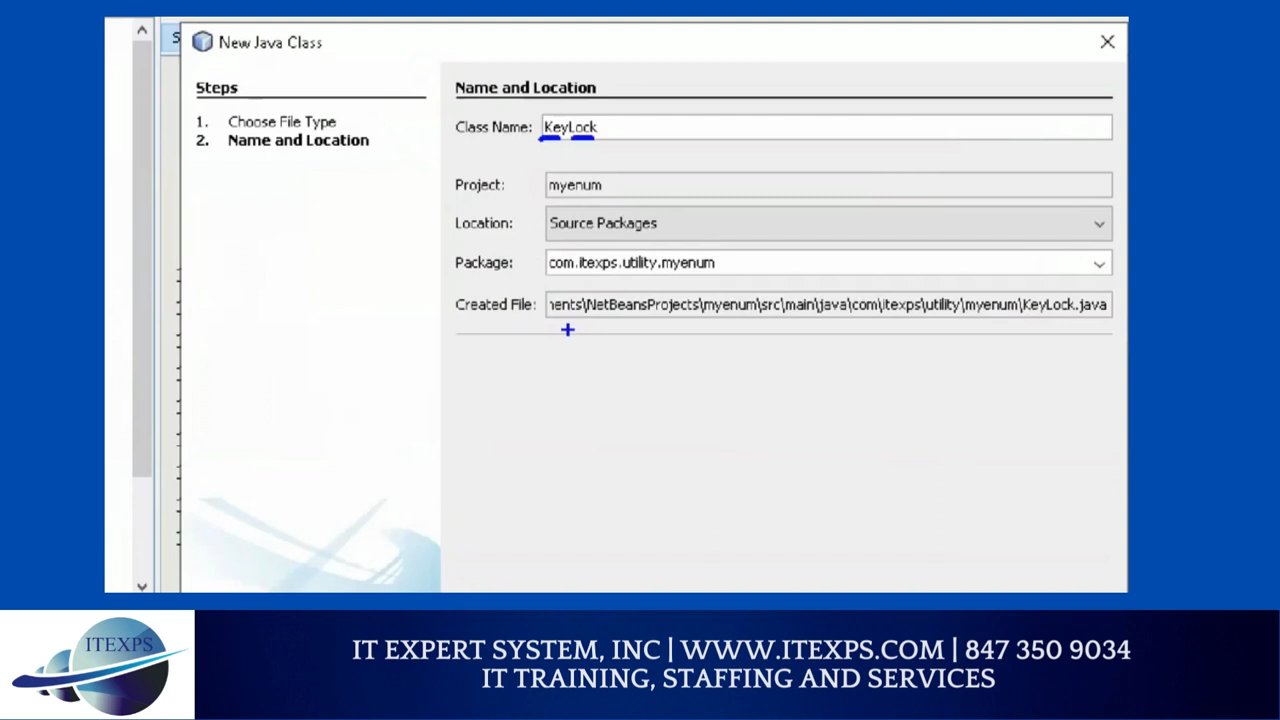 S
New Java Class
Steps
1. Choose File Type
2. Name and Location
Name and Location
Class Name: KeyLock
Project: myenum
Location: Source Packages
Package: com.itexps.utility.myenum
Created File: ents\NetBeansProjects\myenum\src\main\java\com\itexps\utility\myenum\KeyLock.java
ITEXPS
IT EXPERT SYSTEM, INC | WWW.ITEXPS.COM | 847 350 9034
IT TRAINING, STAFFING AND SERVICES